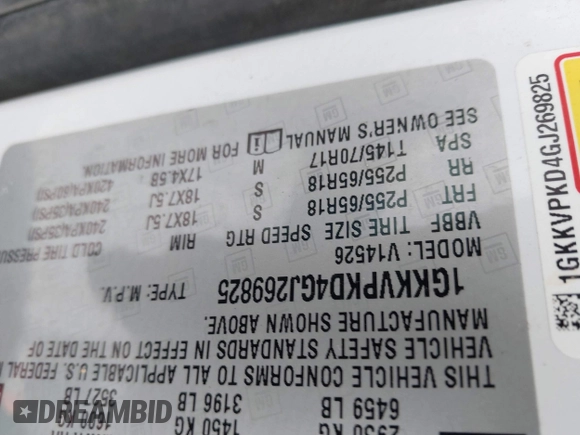 2930 KG 1450 KG
6459 LB 3196 LB 3527 LB
THIS VEHICLE CONFORMS TO ALL APPLICABLE U.S. FEDERAL
VEHICLE SAFETY STANDARDS IN EFFECT ON THE DATE OF
MANUFACTURE SHOWN ABOVE.
1GKKVPKD4GJ269825 TYPE: M.P.V.
MODEL: V14526
VBBF TIRE SIZE SPEED RTG RIM COLD TIRE PRESSURE
FRT P255/65R18 S 18X7.5J 240KPA(35PSI)
RR P255/65R18 S 18X7.5J 240KPA(35PSI)
SPA T145/70R17 M 17X4.5B 420KPA(60PSI)
SEE OWNER'S MANUAL FOR MORE INFORMATION.
1GKKVPKD4GJ269825
GM
DREAMBID